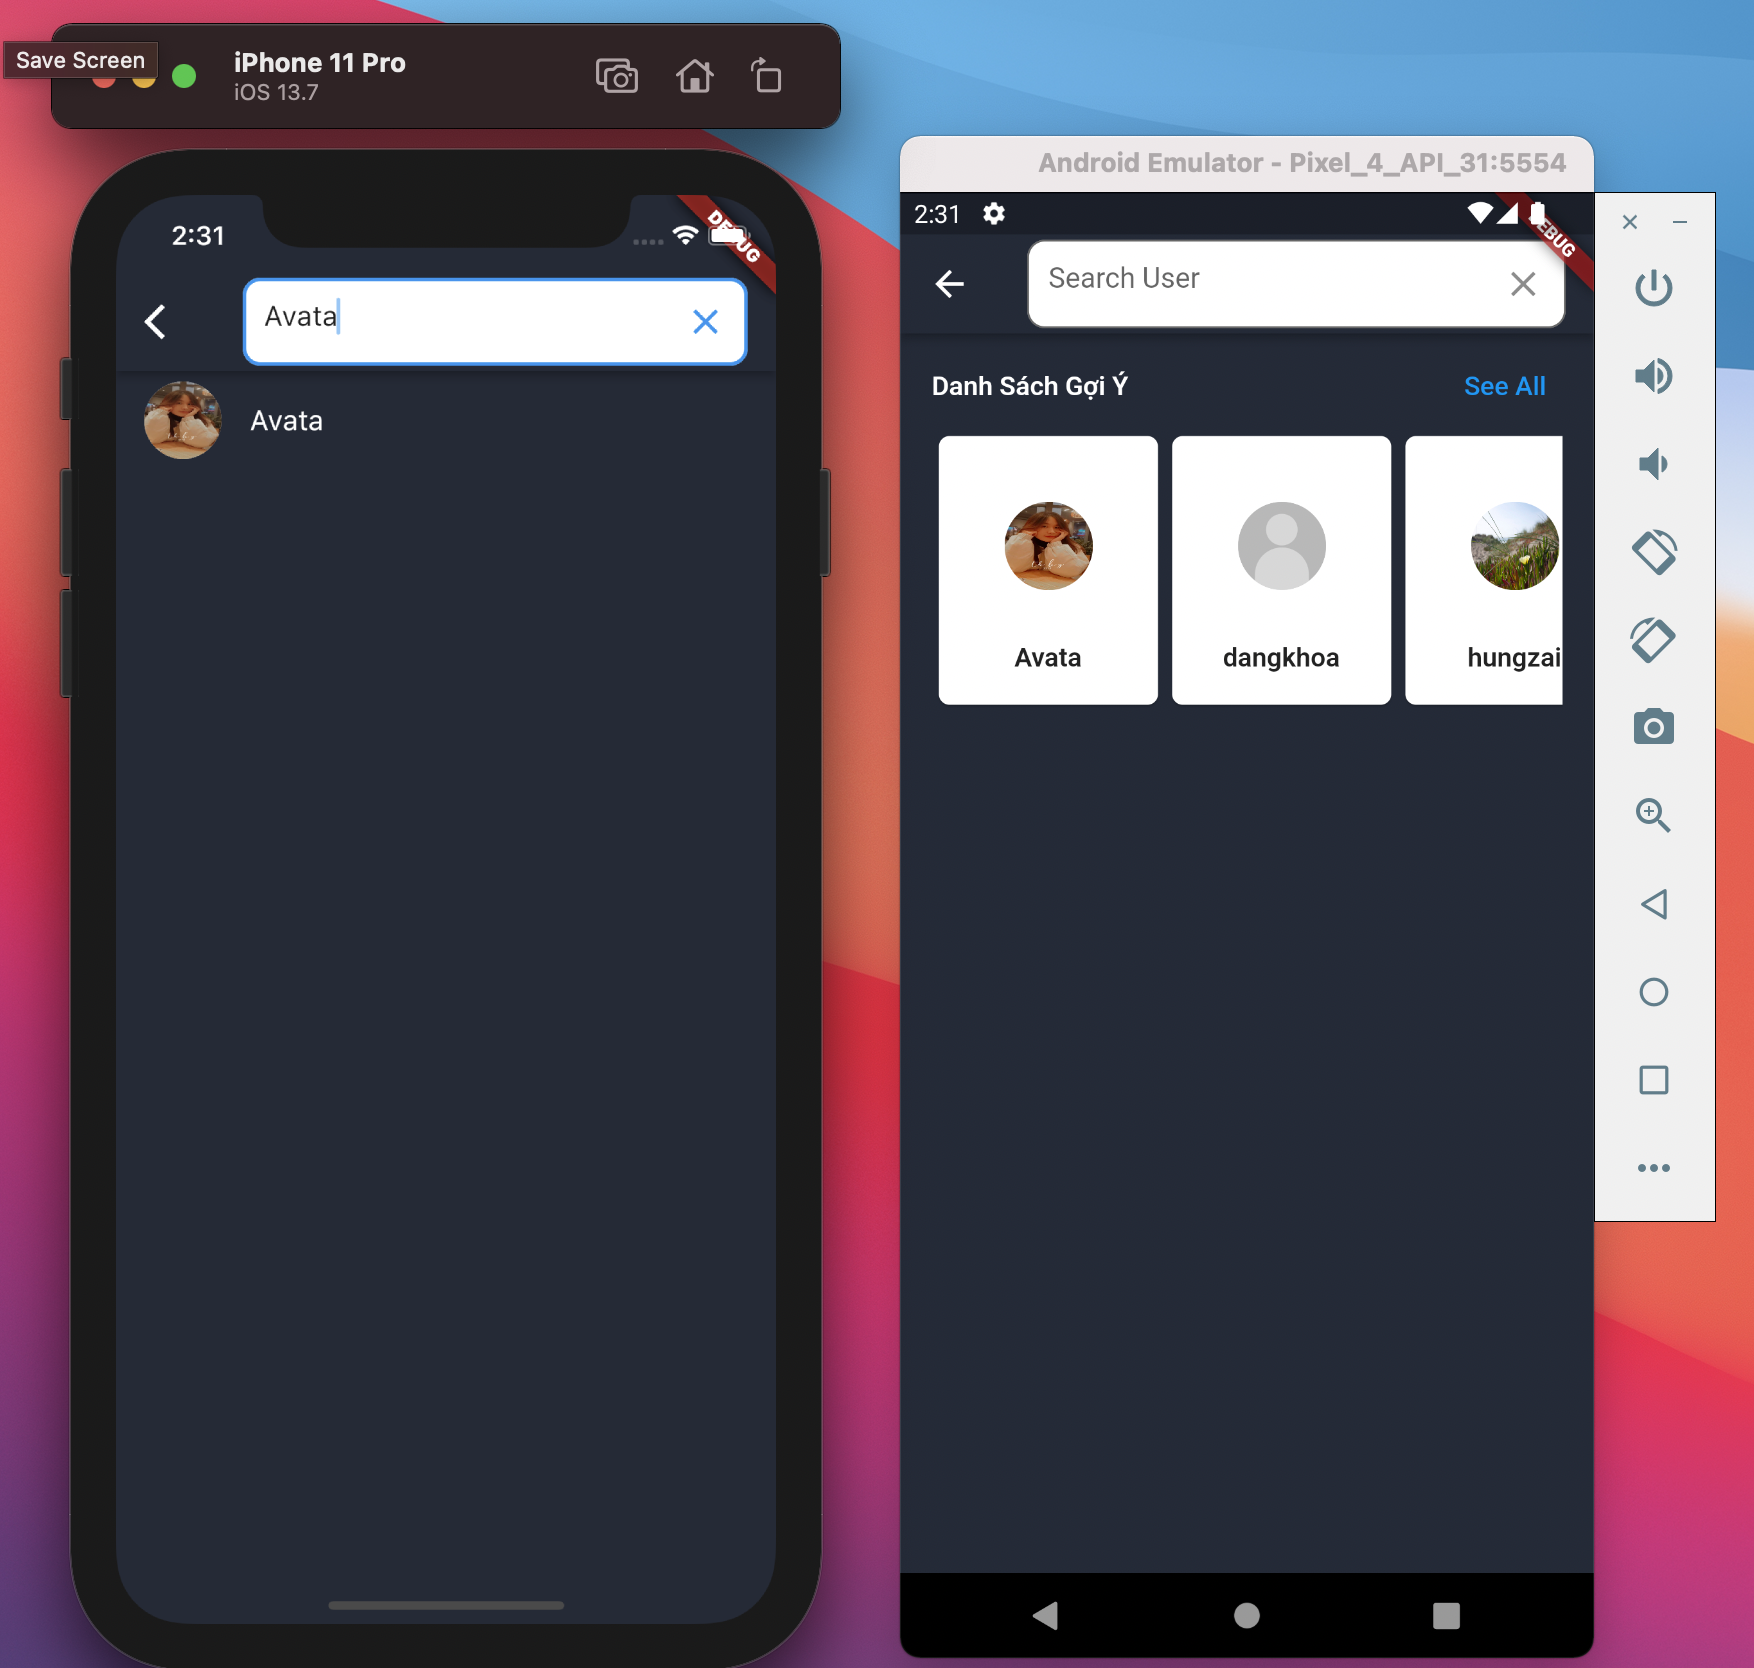 Save Screen
iPhone 11 Pro
iOS 13.7
2:31
DEBUG
Avata
Avata
Android Emulator - Pixel_4_API_31:5554
2:31
DEBUG
Search User
Danh Sách Gợi Ý
See All
Avata
dangkhoa
hungzai